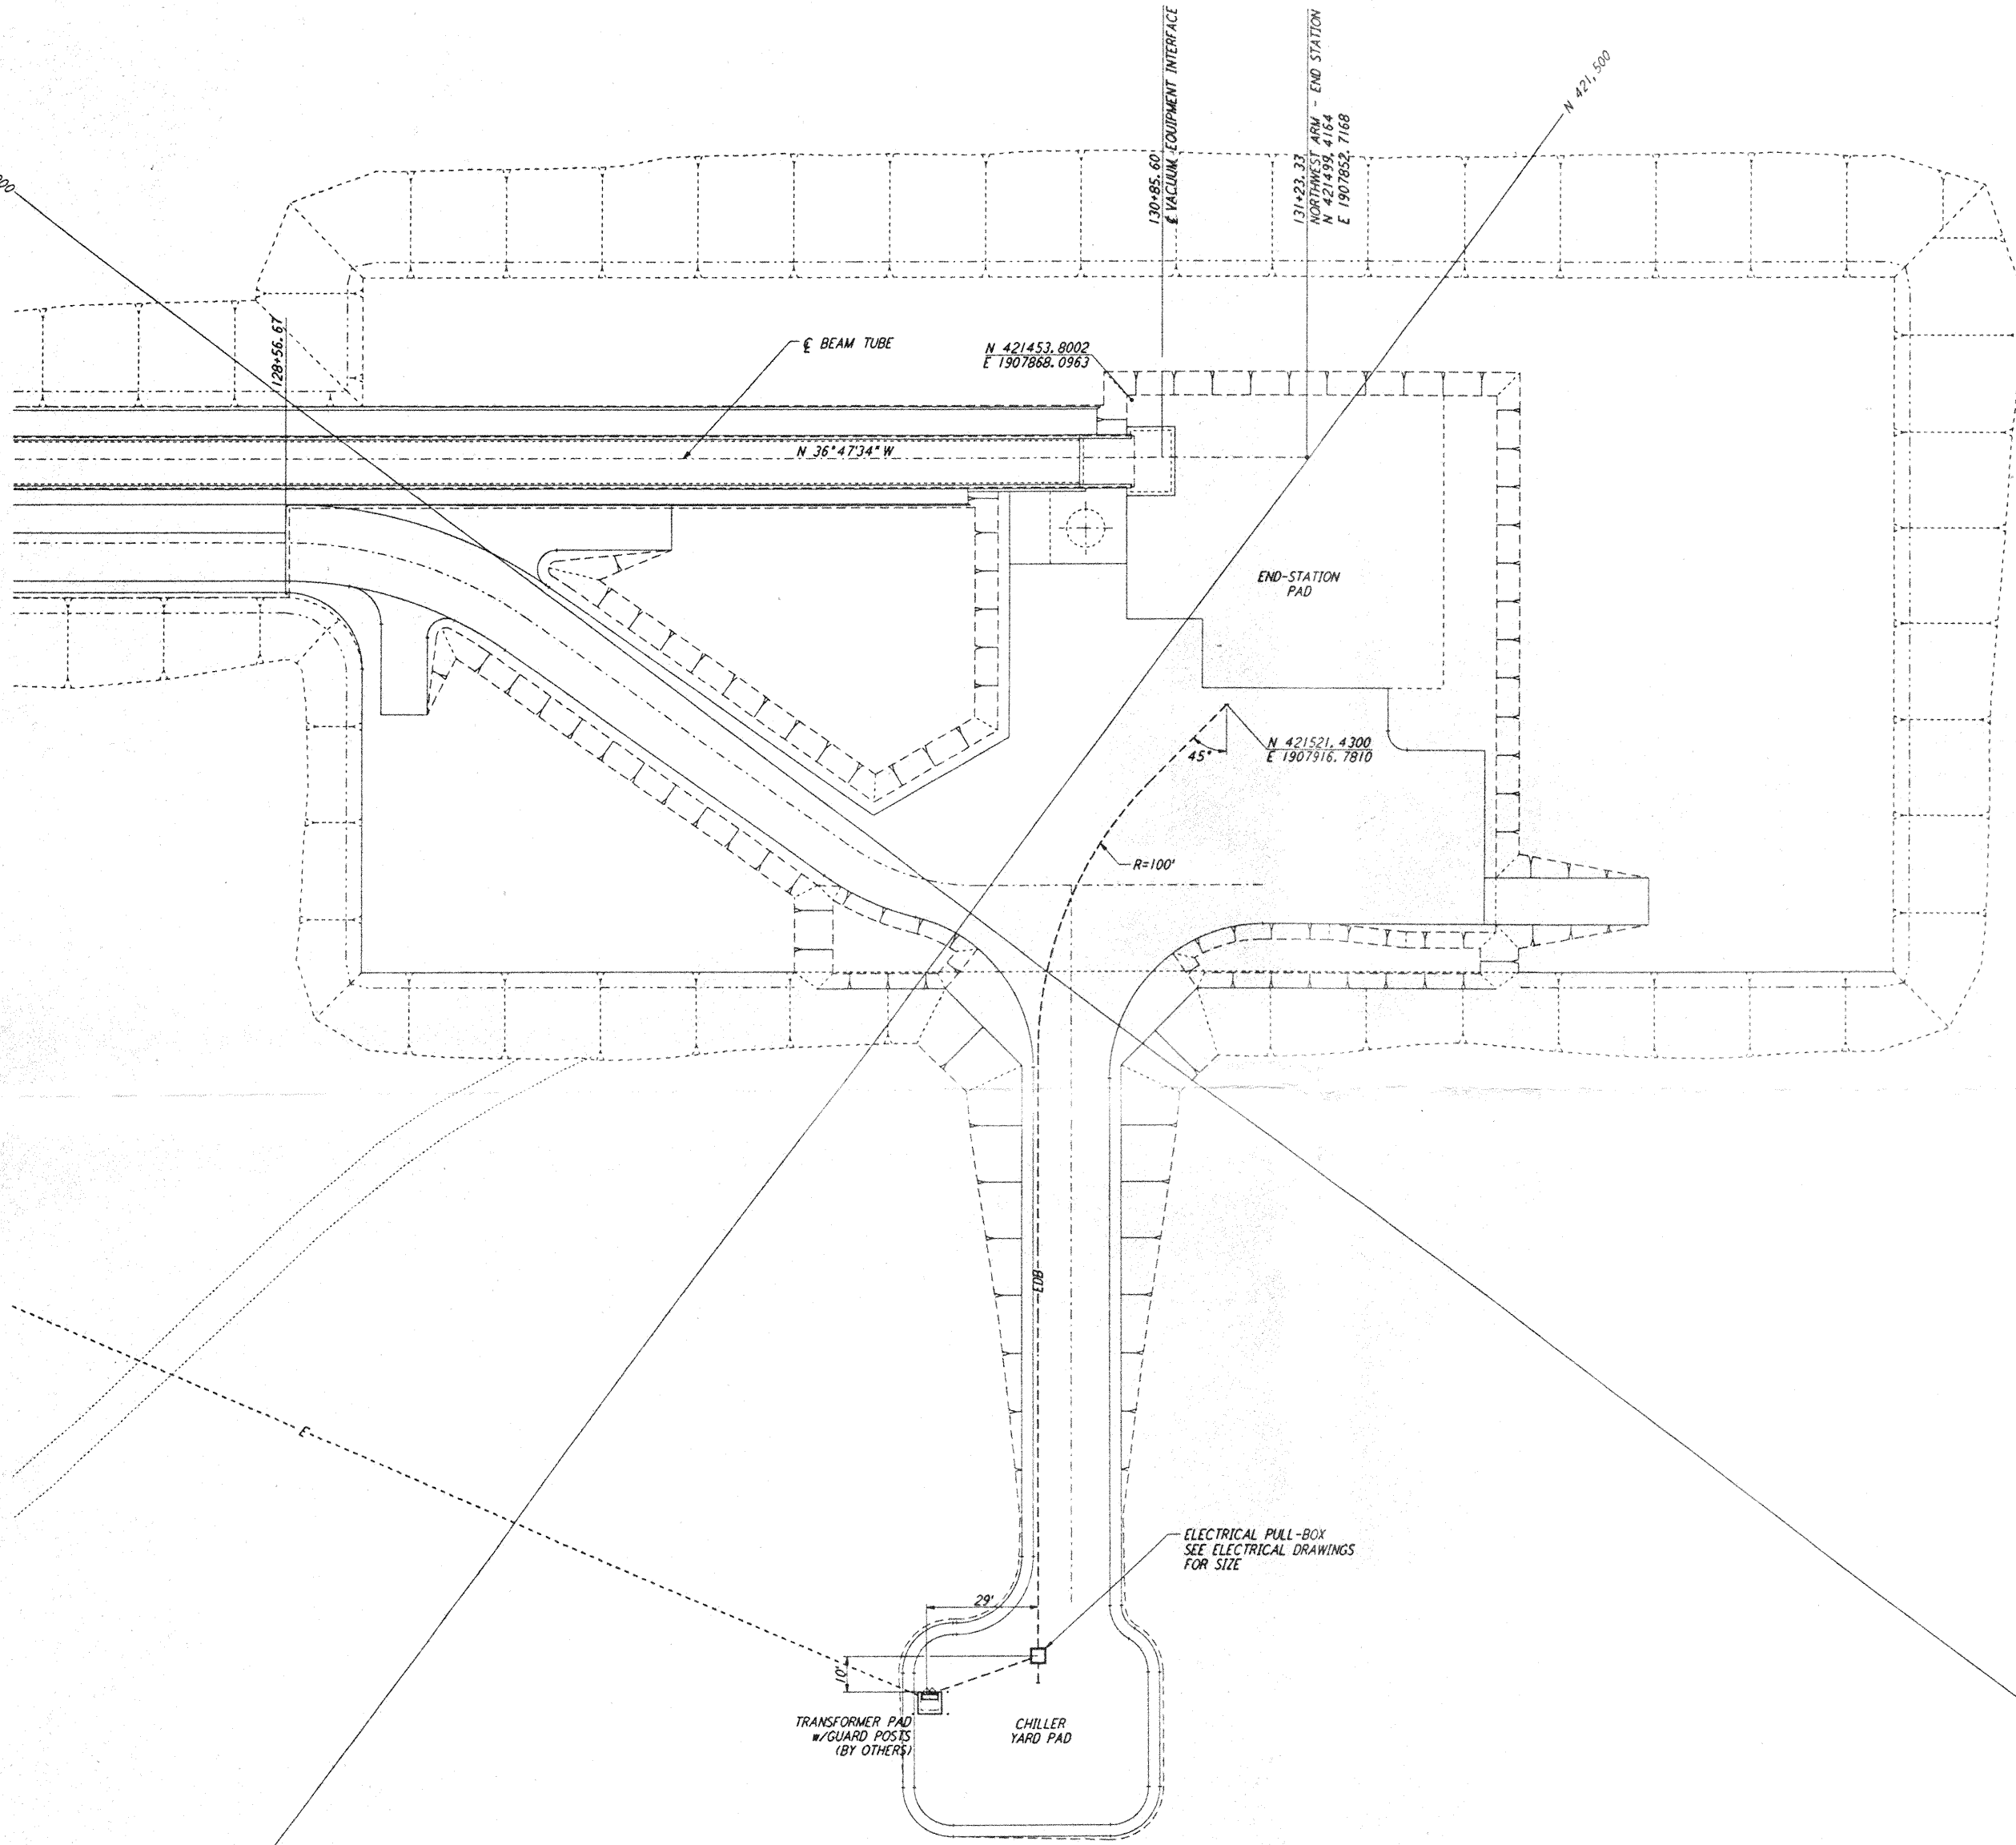 130+85.60
℄ VACUUM EQUIPMENT INTERFACE
131+23.33
NORTHWEST ARM - END STATION
N 421499.4164
E 1907852.7168
N 421,500
128+56.67
℄ BEAM TUBE
N 421453.8002
E 1907868.0963
N 36°47'34" W
END-STATION
PAD
N 421521.4300
E 1907916.7810
45°
R=100'
EDB
E
ELECTRICAL PULL-BOX
SEE ELECTRICAL DRAWINGS
FOR SIZE
29'
10'
TRANSFORMER PAD
W/GUARD POSTS
(BY OTHERS)
CHILLER
YARD PAD